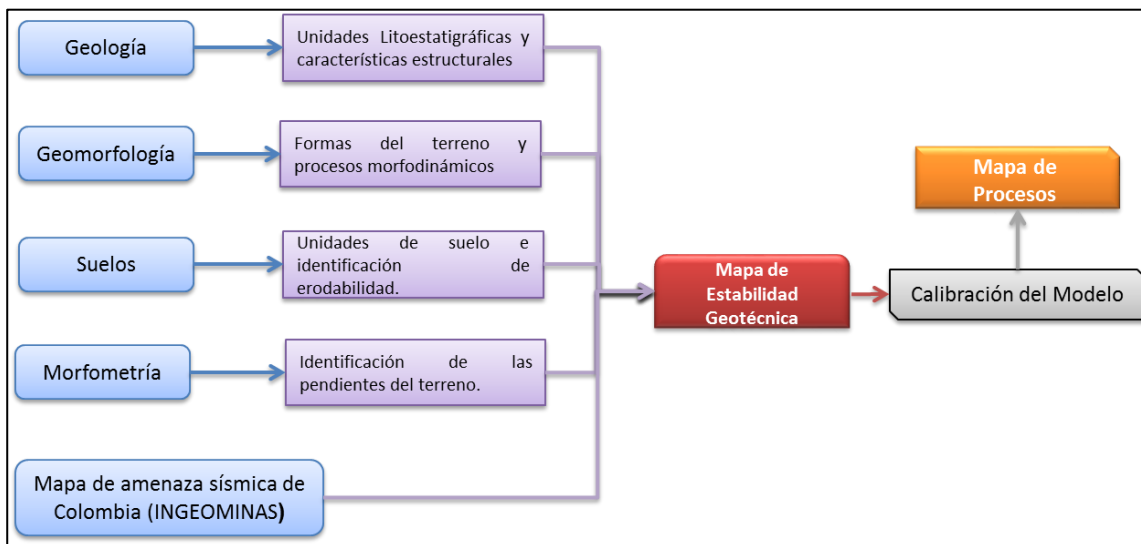 Geología
Unidades Litoestatigráficas y
características estructurales
Geomorfología
Formas del terreno y
procesos morfodinámicos
Suelos
Unidades de suelo e
identificación de
erodabilidad.
Morfometría
Identificación de las
pendientes del terreno.
Mapa de amenaza sísmica de
Colombia (INGEOMINAS)
Mapa de
Estabilidad
Geotécnica
Calibración del Modelo
Mapa de
Procesos